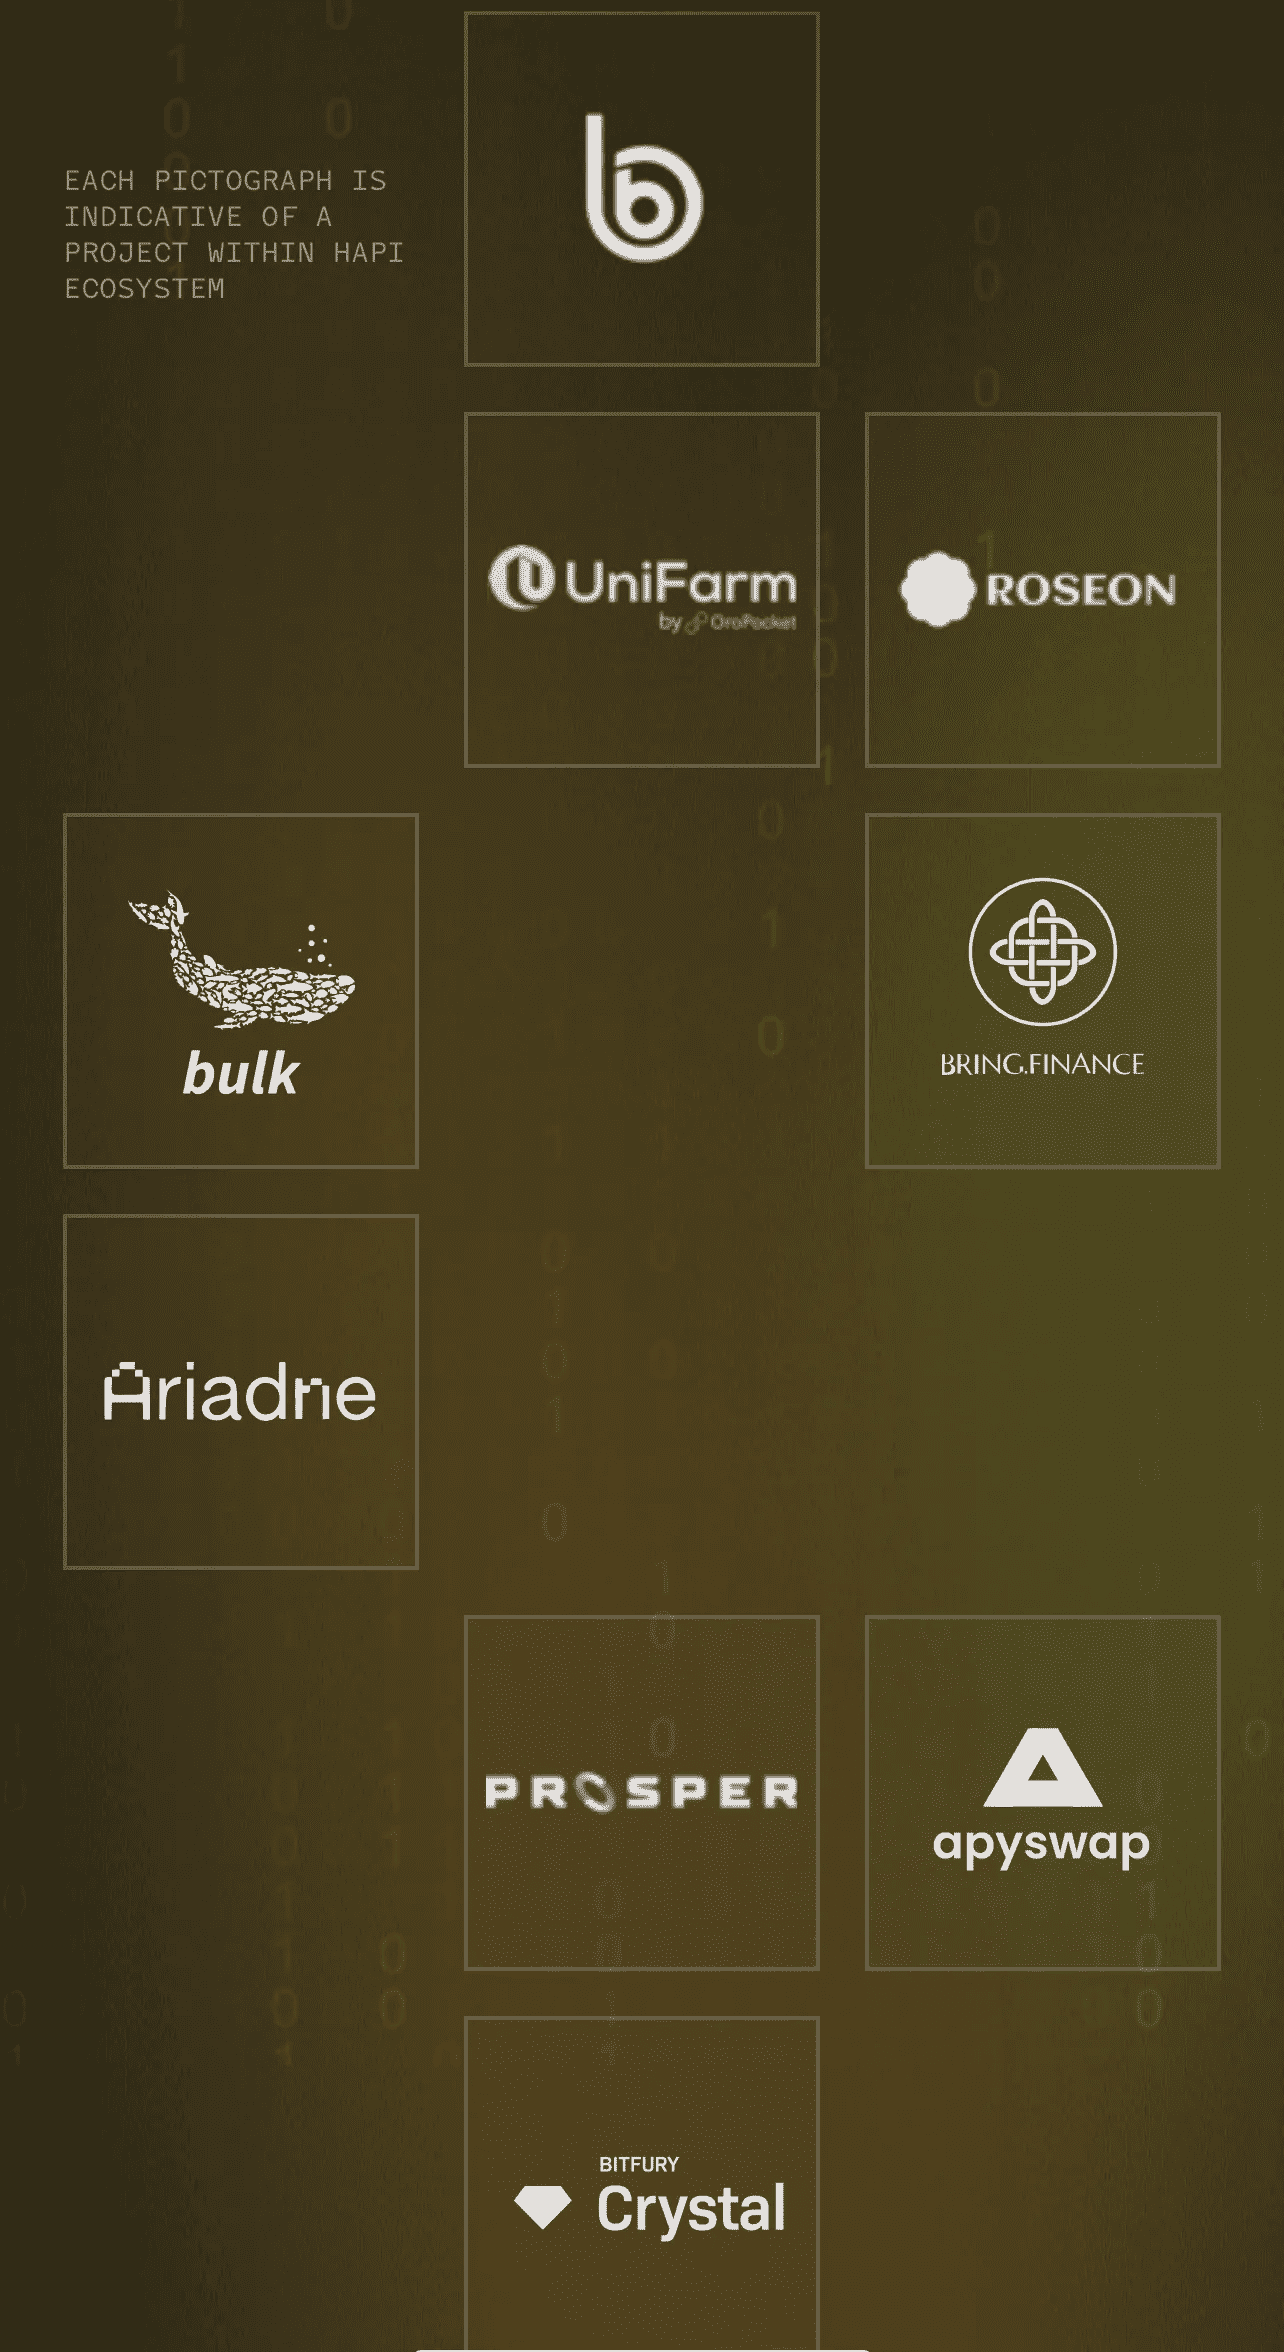 EACH PICTOGRAPH IS
INDICATIVE OF A
PROJECT WITHIN HAPI
ECOSYSTEM
b
UniFarm
by OroPocket
ROSEON
bulk
BRING.FINANCE
Ariadne
PROSPER
apyswap
BITFURY
Crystal